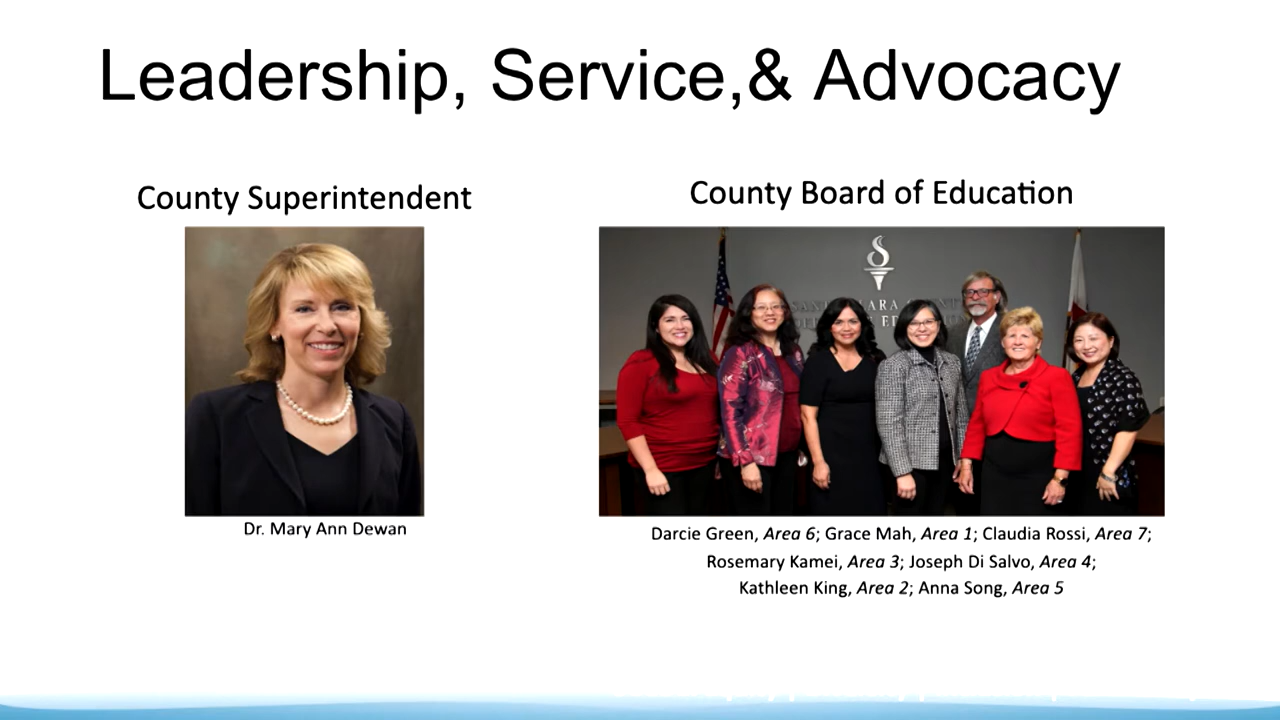 Leadership, Service,& Advocacy
County Superintendent
County Board of Education
Dr. Mary Ann Dewan
Darcie Green, Area 6; Grace Mah, Area 1; Claudia Rossi, Area 7;
Rosemary Kamei, Area 3; Joseph Di Salvo, Area 4;
Kathleen King, Area 2; Anna Song, Area 5